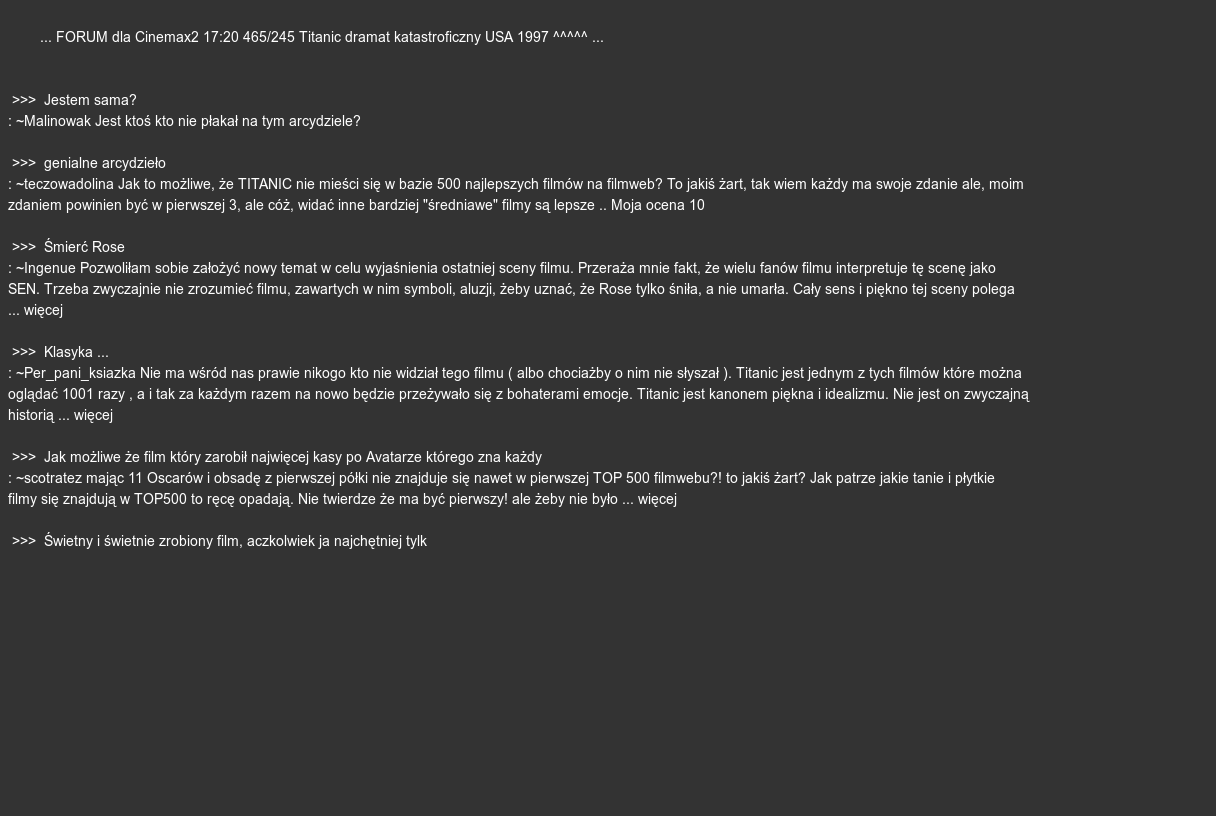 ... FORUM dla Cinemax2 17:20 465/245 Titanic dramat katastroficzny USA 1997 ^^^^^ ...
>>> Jestem sama?
: ~Malinowak Jest ktoś kto nie płakał na tym arcydziele?
>>> genialne arcydzieło
: ~teczowadolina Jak to możliwe, że TITANIC nie mieści się w bazie 500 najlepszych filmów na filmweb? To jakiś żart, tak wiem każdy ma swoje zdanie ale, moim
zdaniem powinien być w pierwszej 3, ale cóż, widać inne bardziej "średniawe" filmy są lepsze .. Moja ocena 10
>>> Śmierć Rose
: ~Ingenue Pozwoliłam sobie założyć nowy temat w celu wyjaśnienia ostatniej sceny filmu. Przeraża mnie fakt, że wielu fanów filmu interpretuje tę scenę jako
SEN. Trzeba zwyczajnie nie zrozumieć filmu, zawartych w nim symboli, aluzji, żeby uznać, że Rose tylko śniła, a nie umarła. Cały sens i piękno tej sceny polega
... więcej
>>> Klasyka ...
: ~Per_pani_ksiazka Nie ma wśród nas prawie nikogo kto nie widział tego filmu ( albo chociażby o nim nie słyszał ). Titanic jest jednym z tych filmów które można
oglądać 1001 razy , a i tak za każdym razem na nowo będzie przeżywało się z bohaterami emocje. Titanic jest kanonem piękna i idealizmu. Nie jest on zwyczajną
historią ... więcej
>>> Jak możliwe że film który zarobił najwięcej kasy po Avatarze którego zna każdy
: ~scotratez mając 11 Oscarów i obsadę z pierwszej półki nie znajduje się nawet w pierwszej TOP 500 filmwebu?! to jakiś żart? Jak patrze jakie tanie i płytkie
filmy się znajdują w TOP500 to ręcę opadają. Nie twierdze że ma być pierwszy! ale żeby nie było ... więcej
>>> Świetny i świetnie zrobiony film, aczkolwiek ja najchętniej tylk